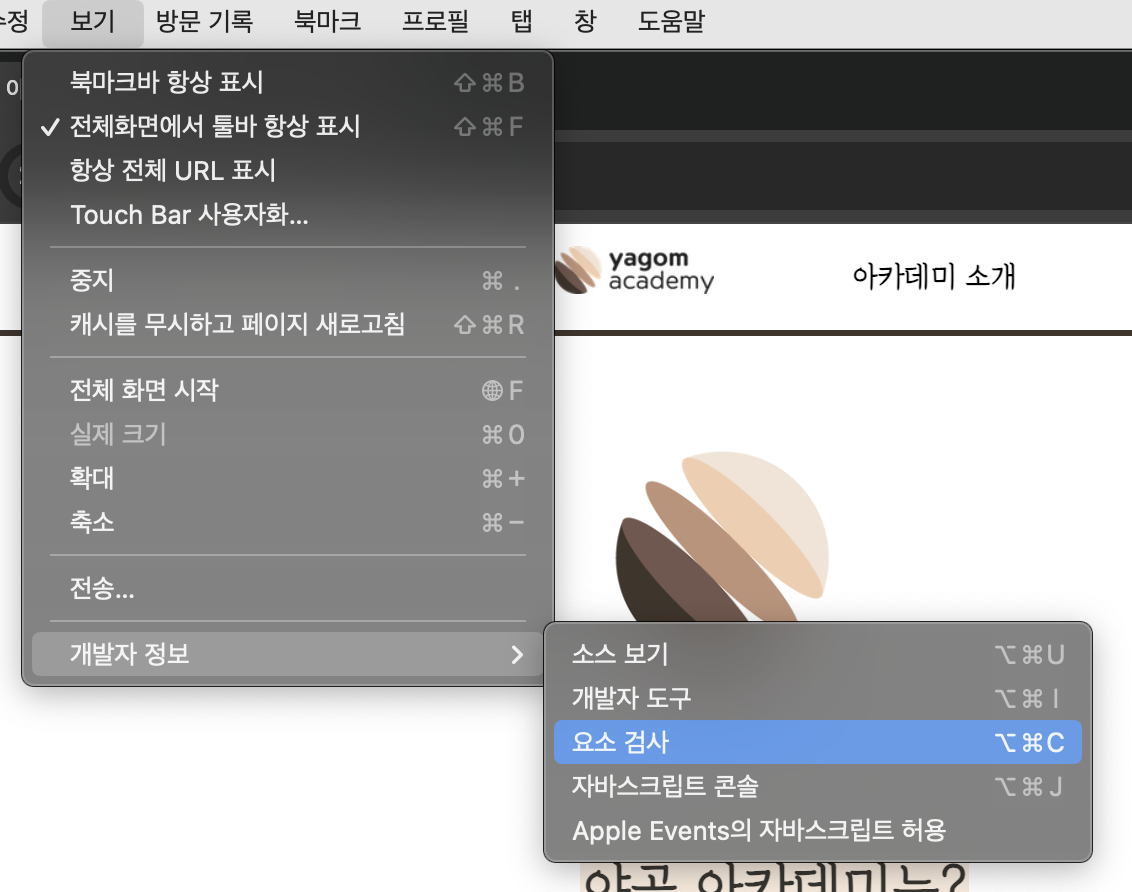 보기 방문 기록 북마크 프로필 탭 창 도움말
북마크바 항상 표시 ⇧⌘B
✓ 전체화면에서 툴바 항상 표시 ⇧⌘F
항상 전체 URL 표시
Touch Bar 사용자화...
중지 ⌘.
캐시를 무시하고 페이지 새로고침 ⇧⌘R
전체 화면 시작 🌐F
실제 크기 ⌘0
확대 ⌘+
축소 ⌘−
전송...
개발자 정보 >
yagom
academy
아카데미 소개
소스 보기 ⌥⌘U
개발자 도구 ⌥⌘I
요소 검사 ⌥⌘C
자바스크립트 콘솔 ⌥⌘J
Apple Events의 자바스크립트 허용
야곰 아카데미는?